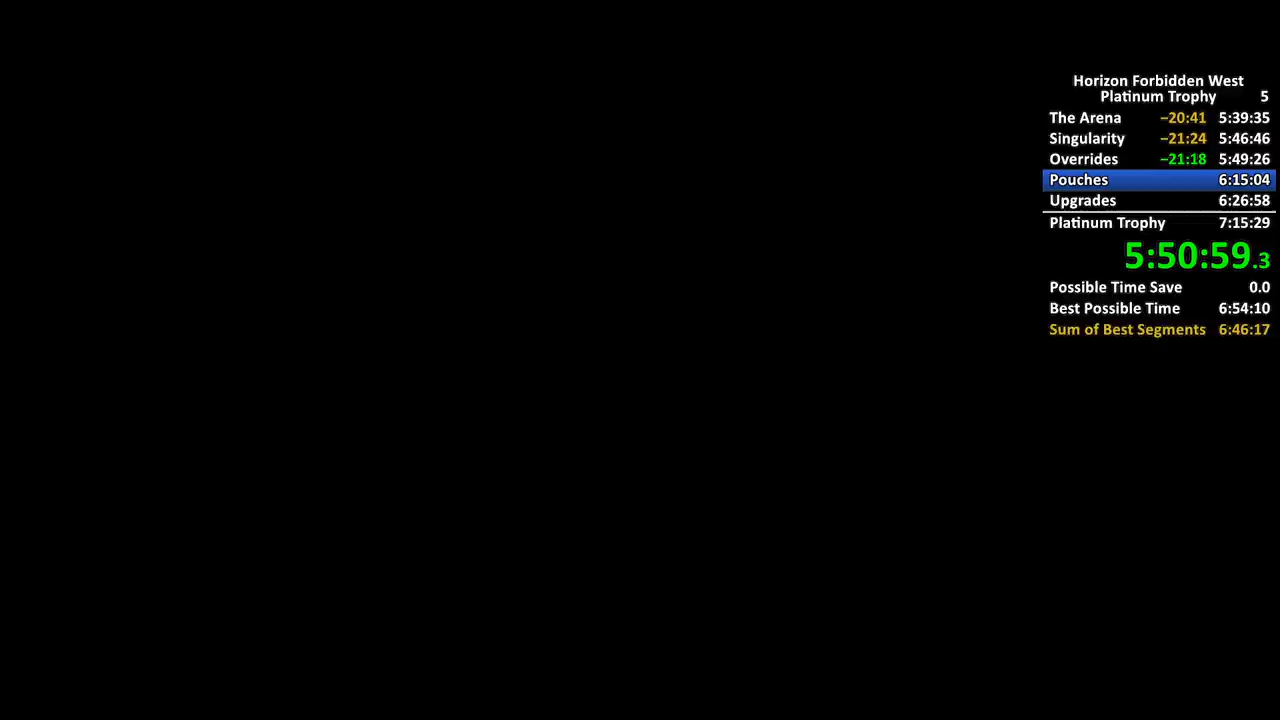 Horizon Forbidden West
Platinum Trophy 5
The Arena −20:41 5:39:35
Singularity −21:24 5:46:46
Overrides −21:18 5:49:26
Pouches 6:15:04
Upgrades 6:26:58
Platinum Trophy 7:15:29
5:50:59.3
Possible Time Save 0.0
Best Possible Time 6:54:10
Sum of Best Segments 6:46:17